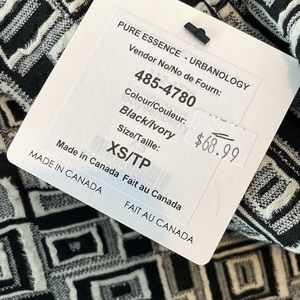 PURE ESSENCE - URBANOLOGY
Vendor No/No de Fourn:
485-4780
Colour/Couleur:
Black/Ivory
Size/Taille:
XS/TP
Made in Canada Fait au Canada
$68.99
MADE IN CANADA
FAIT AU CANADA